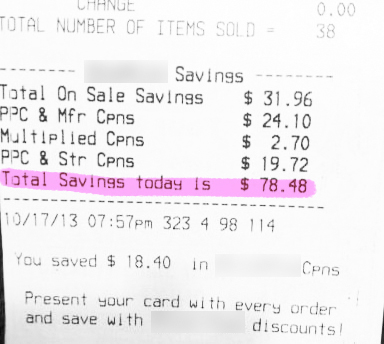 CHANGE 0.00
TOTAL NUMBER OF ITEMS SOLD = 38
-------- Savings --------
Total On Sale Savings $ 31.96
PPC & Mfr Cpns $ 24.10
Multiplied Cpns $ 2.70
PPC & Str Cpns $ 19.72
Total Savings today is $ 78.48
10/17/13 07:57pm 323 4 98 114
You saved $ 18.40 in Cpns
Present your card with every order
and save with discounts!